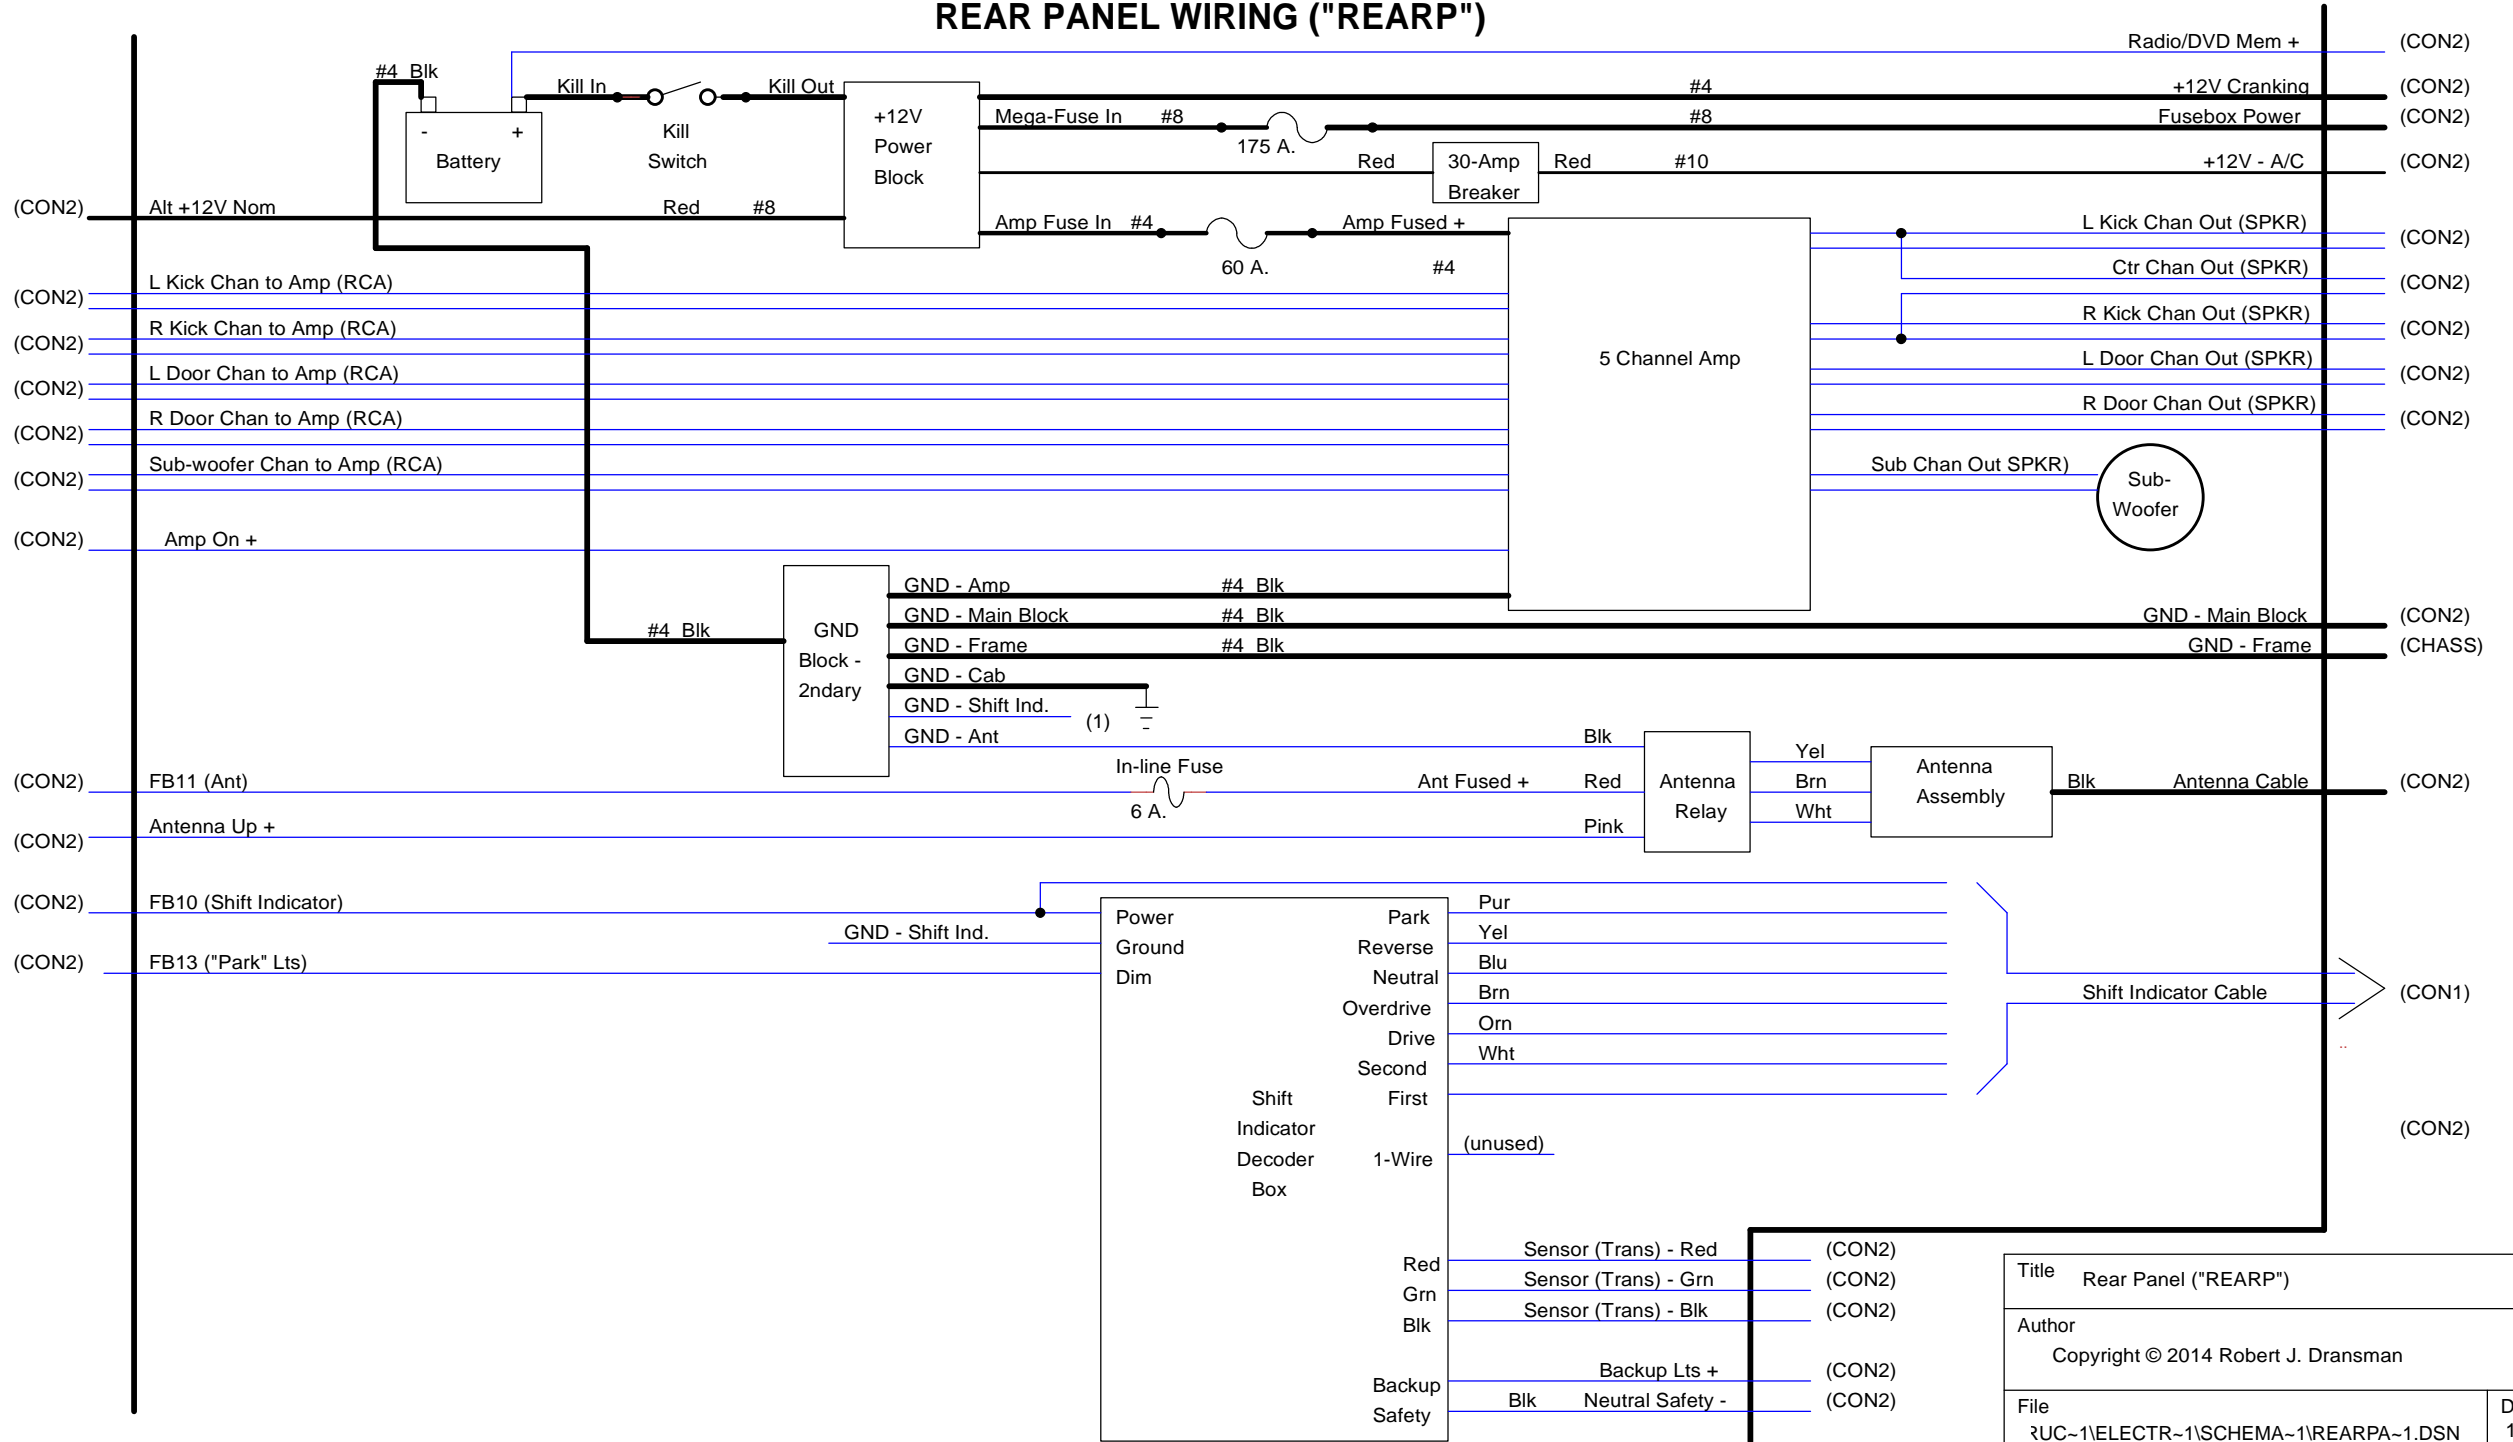 REAR PANEL WIRING ("REARP")
Radio/DVD Mem + (CON2)
#4 Blk
Kill In Kill Out #4 +12V Cranking (CON2)
- + Battery
Kill
Switch
+12V
Power
Block
Mega-Fuse In #8 #8 Fusebox Power (CON2)
175 A.
Red 30-Amp Red #10 +12V - A/C (CON2)
Breaker
(CON2) Alt +12V Nom Red #8
Amp Fuse In #4 Amp Fused +
60 A. #4
L Kick Chan Out (SPKR) (CON2)
Ctr Chan Out (SPKR) (CON2)
R Kick Chan Out (SPKR) (CON2)
L Door Chan Out (SPKR) (CON2)
R Door Chan Out (SPKR) (CON2)
Sub Chan Out SPKR)
Sub-
Woofer
5 Channel Amp
(CON2) L Kick Chan to Amp (RCA)
(CON2) R Kick Chan to Amp (RCA)
(CON2) L Door Chan to Amp (RCA)
(CON2) R Door Chan to Amp (RCA)
(CON2) Sub-woofer Chan to Amp (RCA)
(CON2) Amp On +
#4 Blk
GND
Block -
2ndary
GND - Amp #4 Blk
GND - Main Block #4 Blk GND - Main Block (CON2)
GND - Frame #4 Blk GND - Frame (CHASS)
GND - Cab
GND - Shift Ind. (1)
GND - Ant Blk
In-line Fuse
(CON2) FB11 (Ant) Ant Fused + Red
6 A.
(CON2) Antenna Up + Pink
Antenna
Relay
Yel
Brn
Wht
Antenna
Assembly
Blk Antenna Cable (CON2)
(CON2) FB10 (Shift Indicator)
GND - Shift Ind.
(CON2) FB13 ("Park" Lts)
Power
Ground
Dim
Park Pur
Reverse Yel
Neutral Blu
Overdrive Brn
Drive Orn
Second Wht
First
Shift Indicator Cable (CON1)
(CON2)
Shift
Indicator
Decoder
Box
1-Wire (unused)
Red Sensor (Trans) - Red (CON2)
Grn Sensor (Trans) - Grn (CON2)
Blk Sensor (Trans) - Blk (CON2)
Backup Backup Lts + (CON2)
Safety Blk Neutral Safety - (CON2)
Title
Rear Panel ("REARP")
Author
Copyright © 2014 Robert J. Dransman
File
RUC~1\ELECTR~1\SCHEMA~1\REARPA~1.DSN